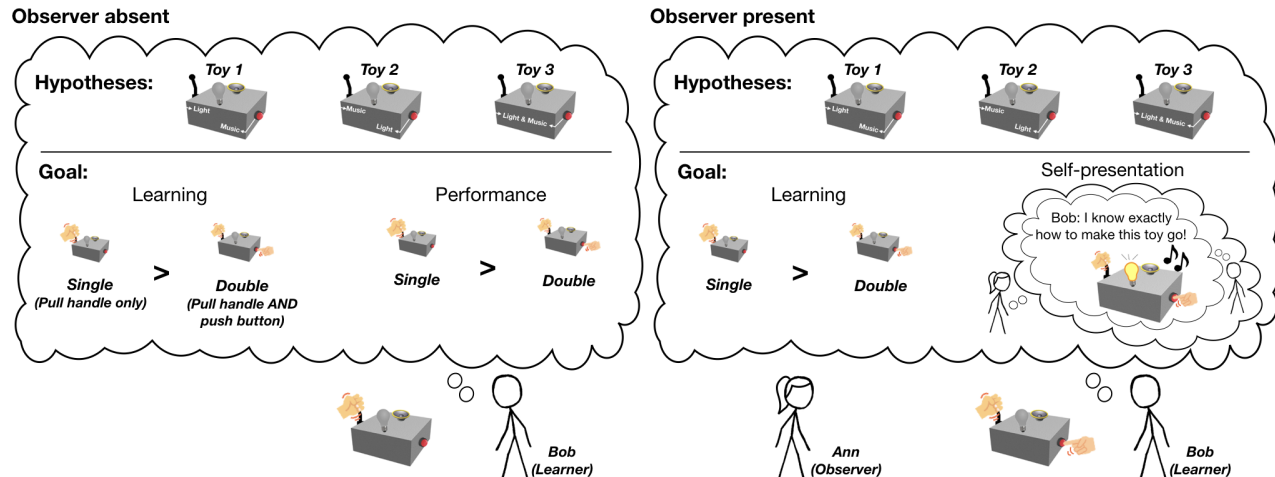 Observer absent
Hypotheses:
Toy 1
Toy 2
Toy 3
Light
Music
Music
Light
Light & Music
Goal:
Learning
Performance
Single
(Pull handle only)
>
Double
(Pull handle AND
push button)
Single
>
Double
Bob
(Learner)
Observer present
Hypotheses:
Toy 1
Toy 2
Toy 3
Light
Music
Music
Light
Light & Music
Goal:
Learning
Self-presentation
Single
>
Double
Bob: I know exactly
how to make this toy go!
Ann
(Observer)
Bob
(Learner)